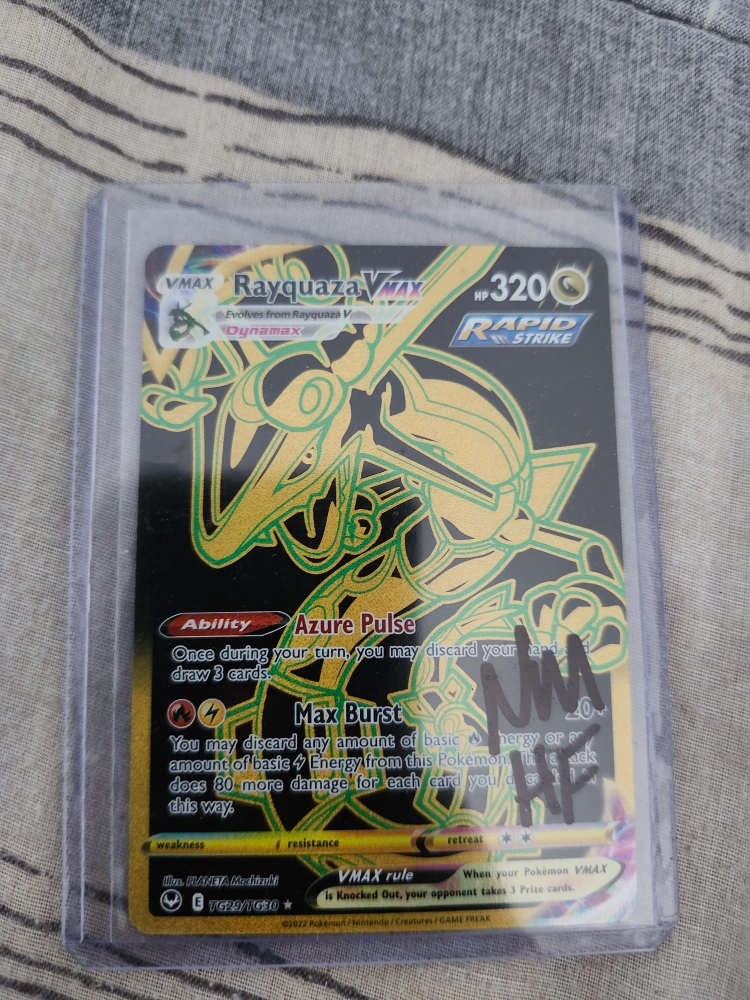 VMAX
Rayquaza VMAX
HP 320
Evolves from Rayquaza V
Dynamax
RAPID
STRIKE
Ability Azure Pulse
Once during your turn, you may discard your hand and
draw 3 cards.
NM
Max Burst 20+
You may discard any amount of basic Energy or any
amount of basic Energy from this Pokémon. This attack
does 80 more damage for each card you discarded in
this way.
HF
weakness resistance retreat
Illus. PLANETA Mochizuki
VMAX rule When your Pokémon VMAX
is Knocked Out, your opponent takes 3 Prize cards.
E TG29/TG30
©2022 Pokémon / Nintendo / Creatures / GAME FREAK